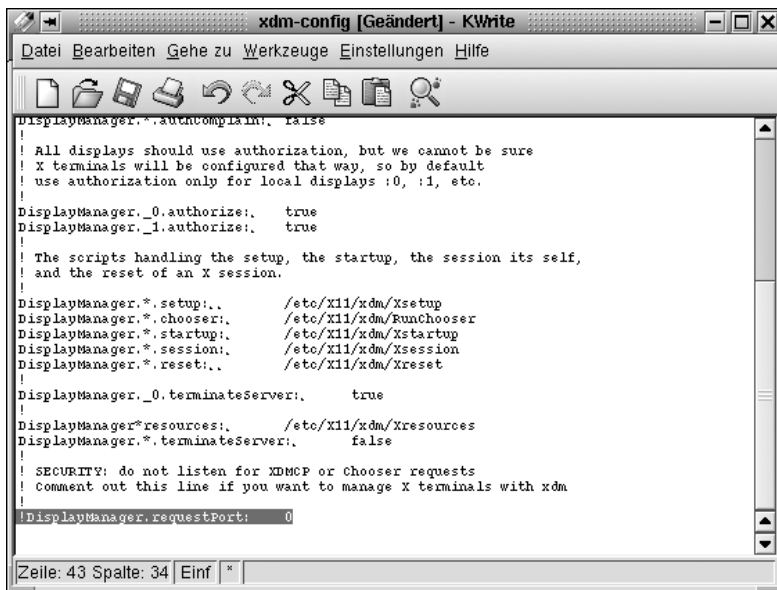 xdm-config [Geändert] - KWrite
Datei Bearbeiten Gehe zu Werkzeuge Einstellungen Hilfe
DisplayManager.*.authComplain:. false
!
! All displays should use authorization, but we cannot be sure
! X terminals will be configured that way, so by default
! use authorization only for local displays :0, :1, etc.
!
DisplayManager._0.authorize:. true
DisplayManager._1.authorize:. true
!
! The scripts handling the setup, the startup, the session its self,
! and the reset of an X session.
!
DisplayManager.*.setup:.. /etc/X11/xdm/Xsetup
DisplayManager.*.chooser:. /etc/X11/xdm/RunChooser
DisplayManager.*.startup:. /etc/X11/xdm/Xstartup
DisplayManager.*.session:. /etc/X11/xdm/Xsession
DisplayManager.*.reset:.. /etc/X11/xdm/Xreset
!
DisplayManager._0.terminateServer:. true
!
DisplayManager*resources:. /etc/X11/xdm/Xresources
DisplayManager.*.terminateServer:. false
!
! SECURITY: do not listen for XDMCP or Chooser requests
! Comment out this line if you want to manage X terminals with xdm
!
!DisplayManager.requestPort: 0
Zeile: 43 Spalte: 34 Einf *